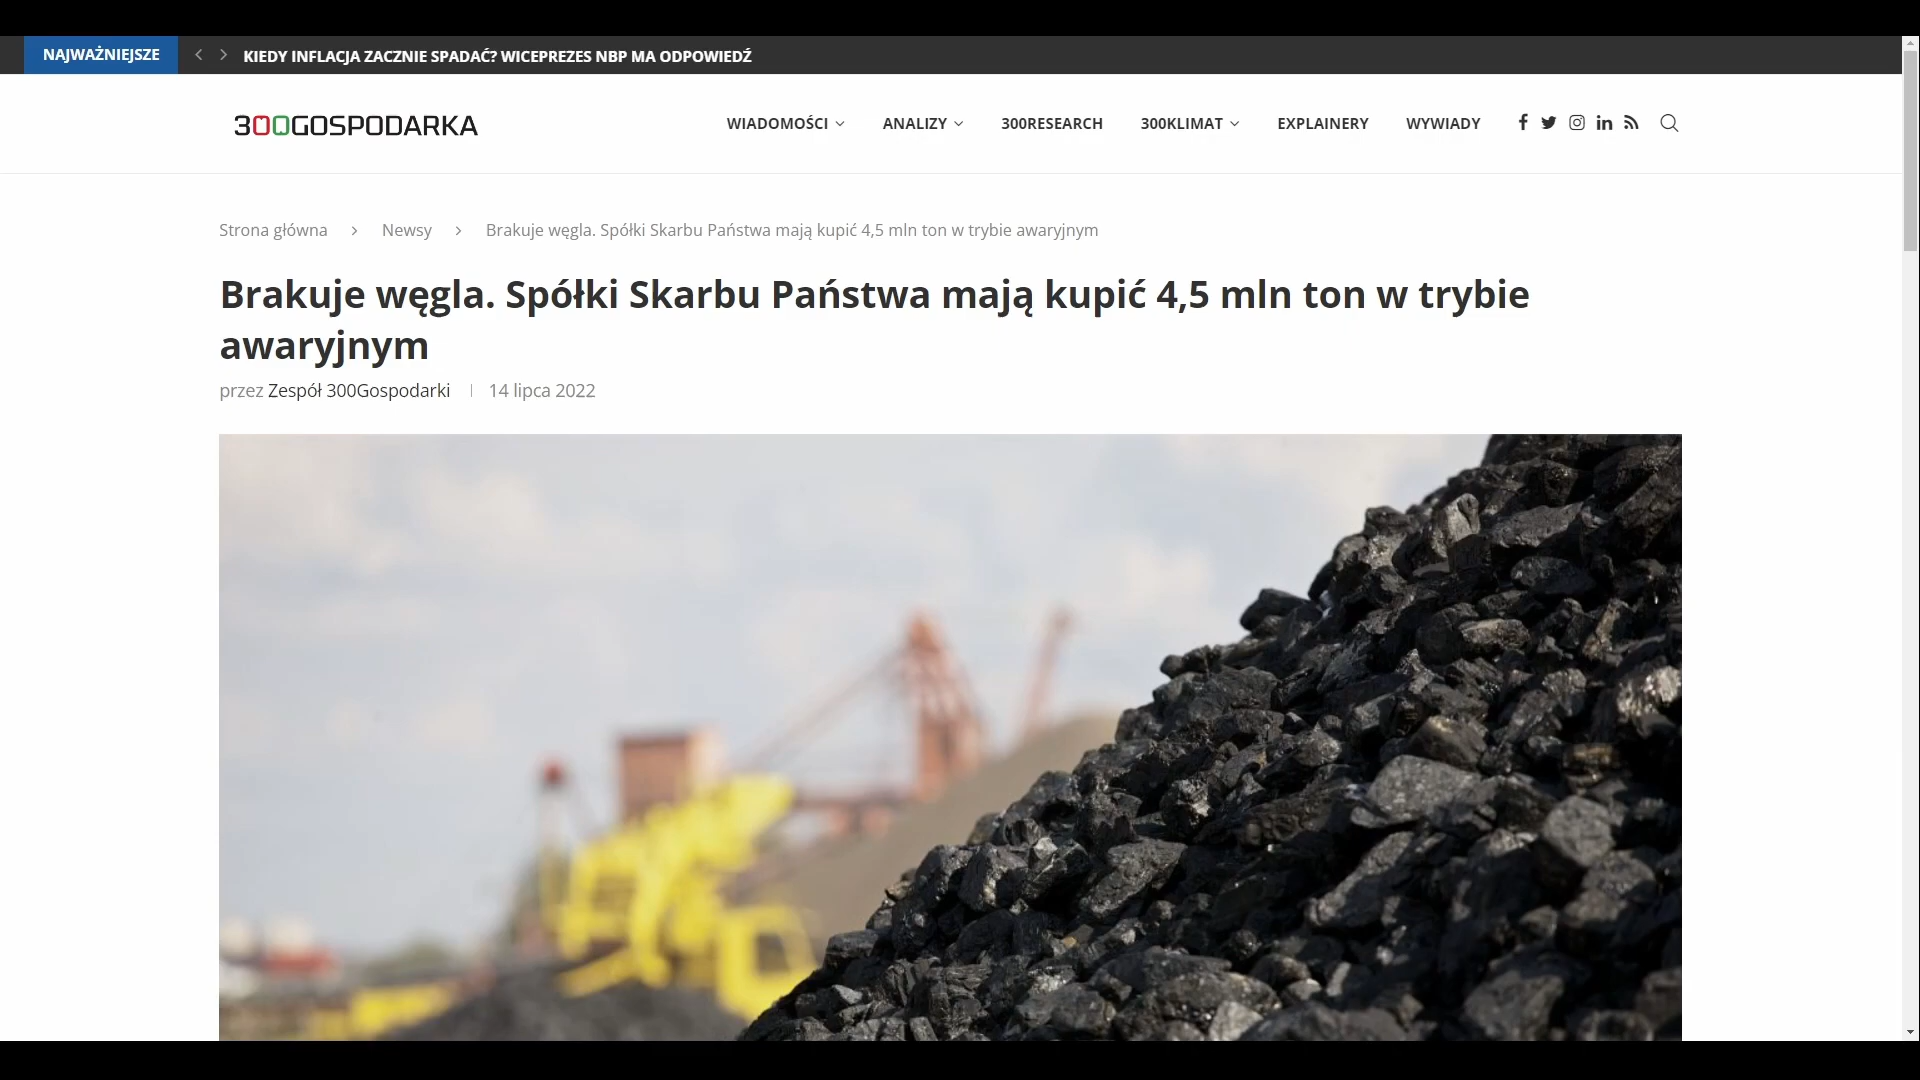 NAJWAŻNIEJSZE
KIEDY INFLACJA ZACZNIE SPADAĆ? WICEPREZES NBP MA ODPOWIEDŹ
300GOSPODARKA
WIADOMOŚCI ANALIZY 300RESEARCH 300KLIMAT EXPLAINERY WYWIADY
Strona główna > Newsy > Brakuje węgla. Spółki Skarbu Państwa mają kupić 4,5 mln ton w trybie awaryjnym
Brakuje węgla. Spółki Skarbu Państwa mają kupić 4,5 mln ton w trybie
awaryjnym
przez Zespół 300Gospodarki | 14 lipca 2022